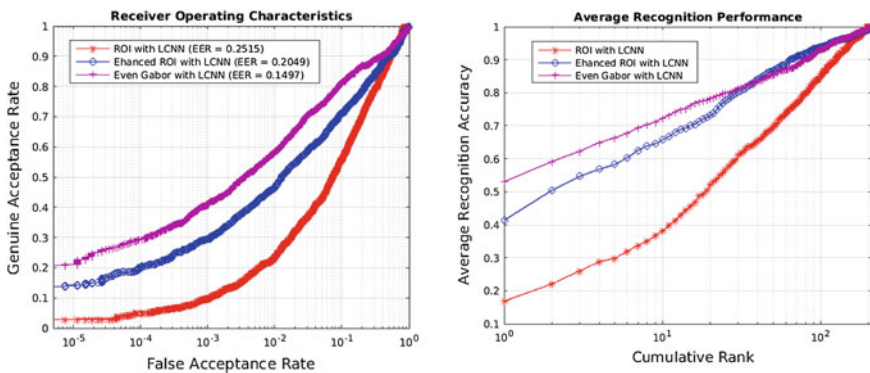 Receiver Operating Characteristics
1
0.9
0.8
0.7
0.6
0.5
0.4
0.3
0.2
0.1
0
Genuine Acceptance Rate
ROI with LCNN (EER = 0.2515)
Ehanced ROI with LCNN (EER = 0.2049)
Even Gabor with LCNN (EER = 0.1497)
10^-5 10^-4 10^-3 10^-2 10^-1 10^0
False Acceptance Rate
Average Recognition Performance
1
0.9
0.8
0.7
0.6
0.5
0.4
0.3
0.2
0.1
Average Recognition Accuracy
ROI with LCNN
Ehanced ROI with LCNN
Even Gabor with LCNN
10^0 10^1 10^2
Cumulative Rank